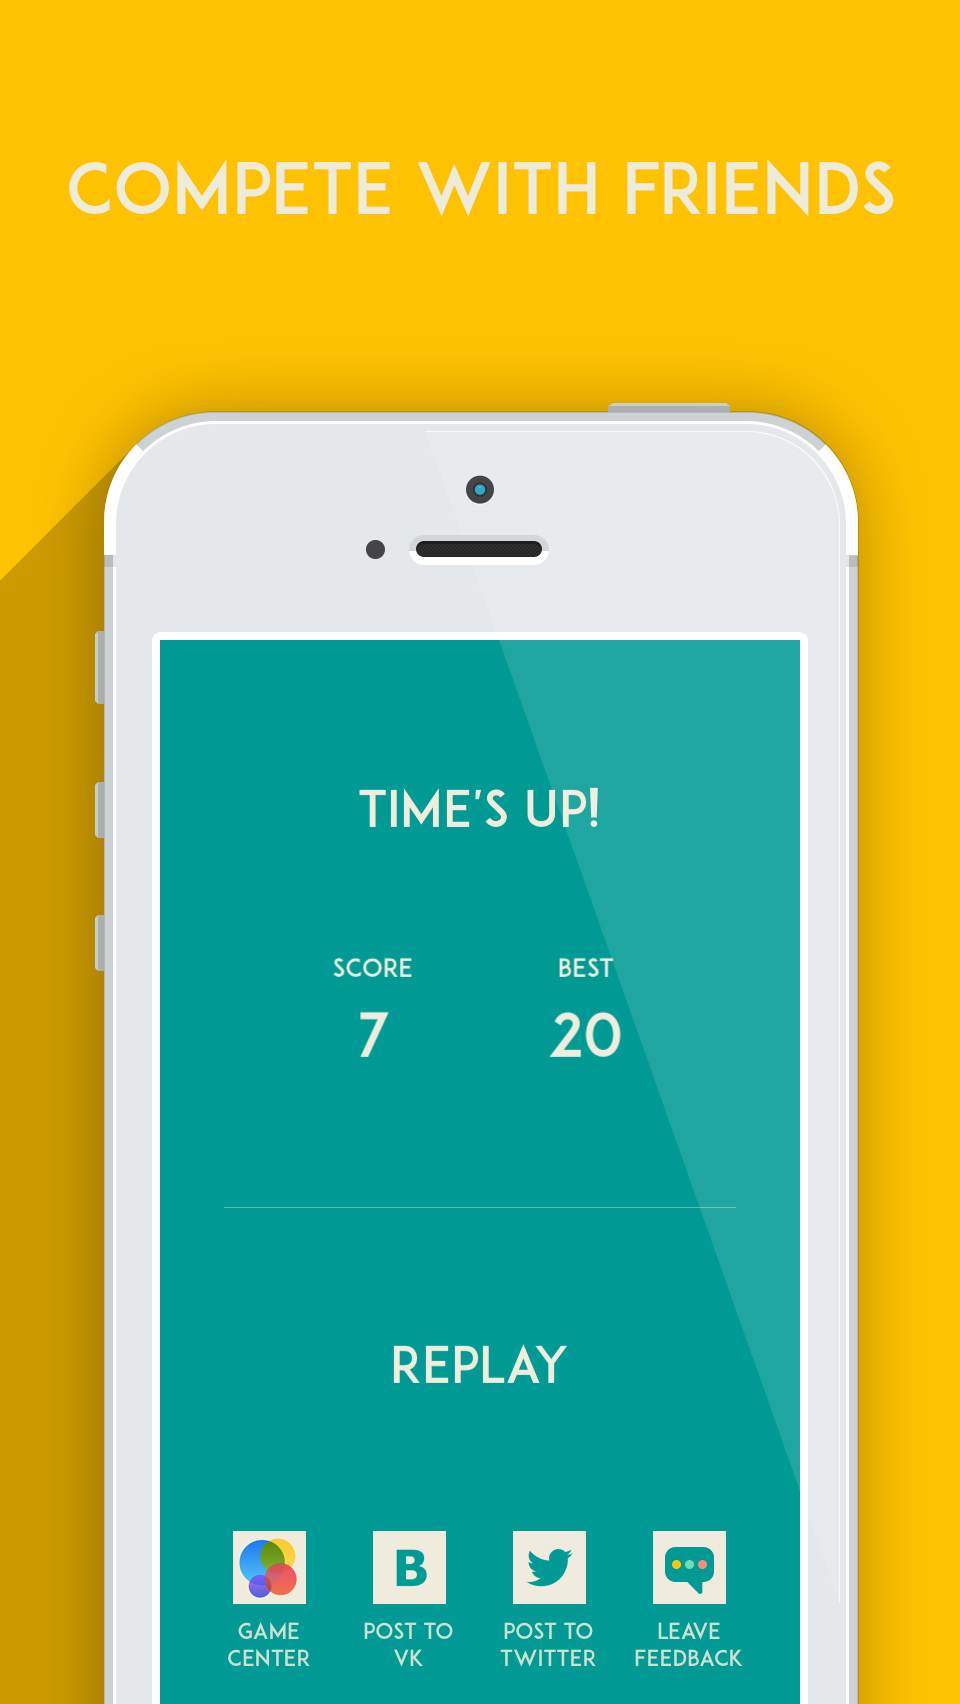 COMPETE WITH FRIENDS
TIME'S UP!
SCORE BEST
7 20
REPLAY
B
GAME CENTER
POST TO VK
POST TO TWITTER
LEAVE FEEDBACK